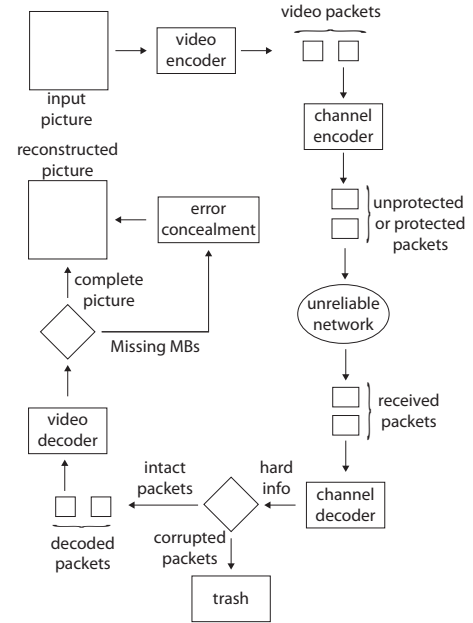 video packets
video
encoder
input
picture
channel
encoder
reconstructed
picture
unprotected
or protected
packets
error
concealment
complete
picture
unreliable
network
Missing MBs
received
packets
video
decoder
intact
packets
hard
info
channel
decoder
decoded
packets
corrupted
packets
trash